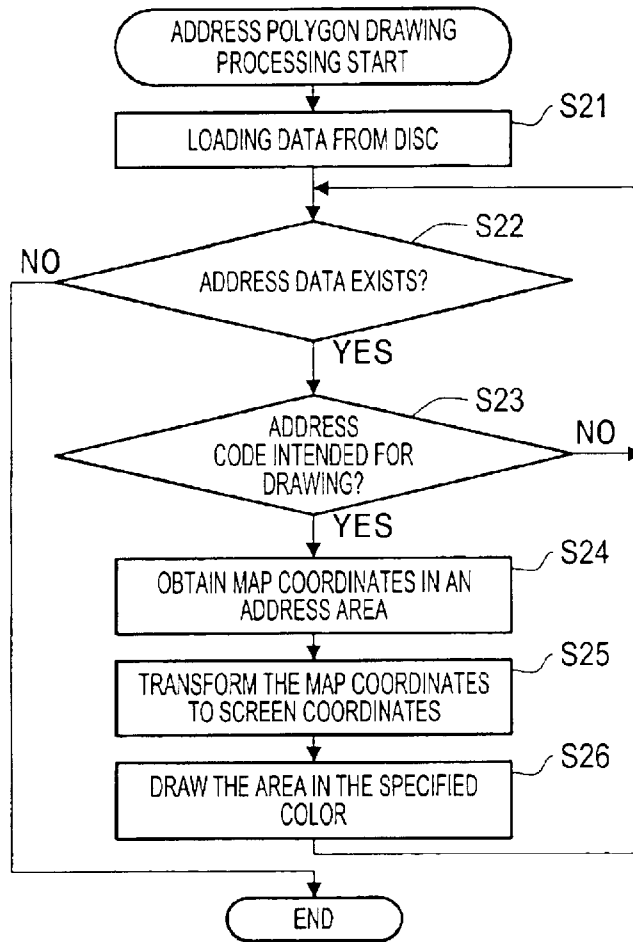 ADDRESS POLYGON DRAWING
PROCESSING START
S21
LOADING DATA FROM DISC
S22
NO
ADDRESS DATA EXISTS?
YES
S23
ADDRESS
CODE INTENDED FOR
DRAWING?
NO
YES
S24
OBTAIN MAP COORDINATES IN AN
ADDRESS AREA
S25
TRANSFORM THE MAP COORDINATES
TO SCREEN COORDINATES
S26
DRAW THE AREA IN THE SPECIFIED
COLOR
END